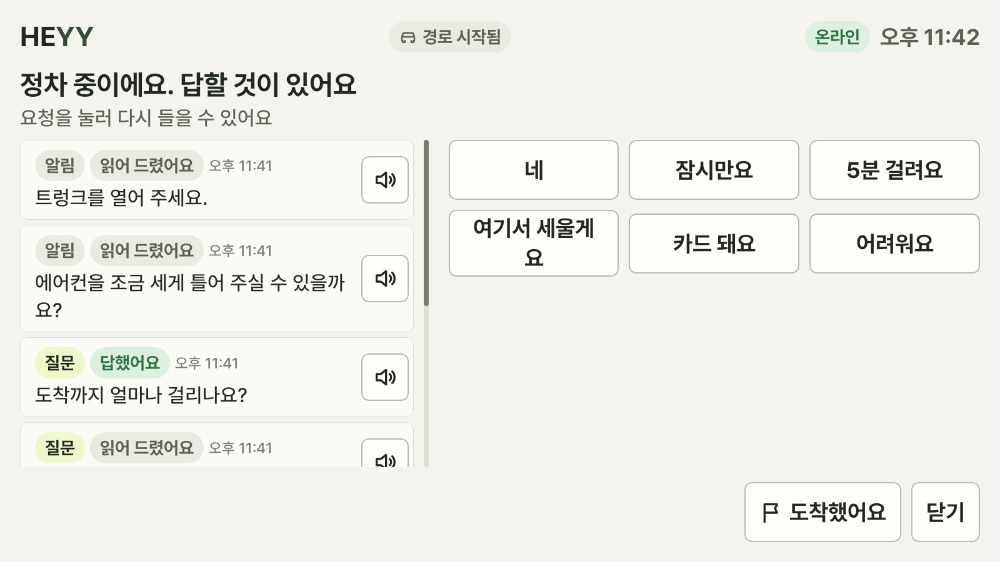 HEYY
경로 시작됨
온라인 오후 11:42
정차 중이에요. 답할 것이 있어요
요청을 눌러 다시 들을 수 있어요
알림 읽어 드렸어요 오후 11:41
트렁크를 열어 주세요.
알림 읽어 드렸어요 오후 11:41
에어컨을 조금 세게 틀어 주실 수 있을까
요?
질문 답했어요 오후 11:41
도착까지 얼마나 걸리나요?
질문 읽어 드렸어요 오후 11:41
네
잠시만요
5분 걸려요
여기서 세울게
요
카드 돼요
어려워요
도착했어요
닫기